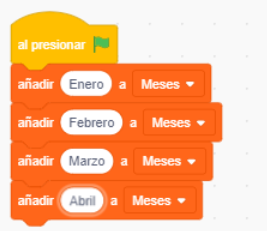 al presionar
añadir Enero a Meses
añadir Febrero a Meses
añadir Marzo a Meses
añadir Abril a Meses